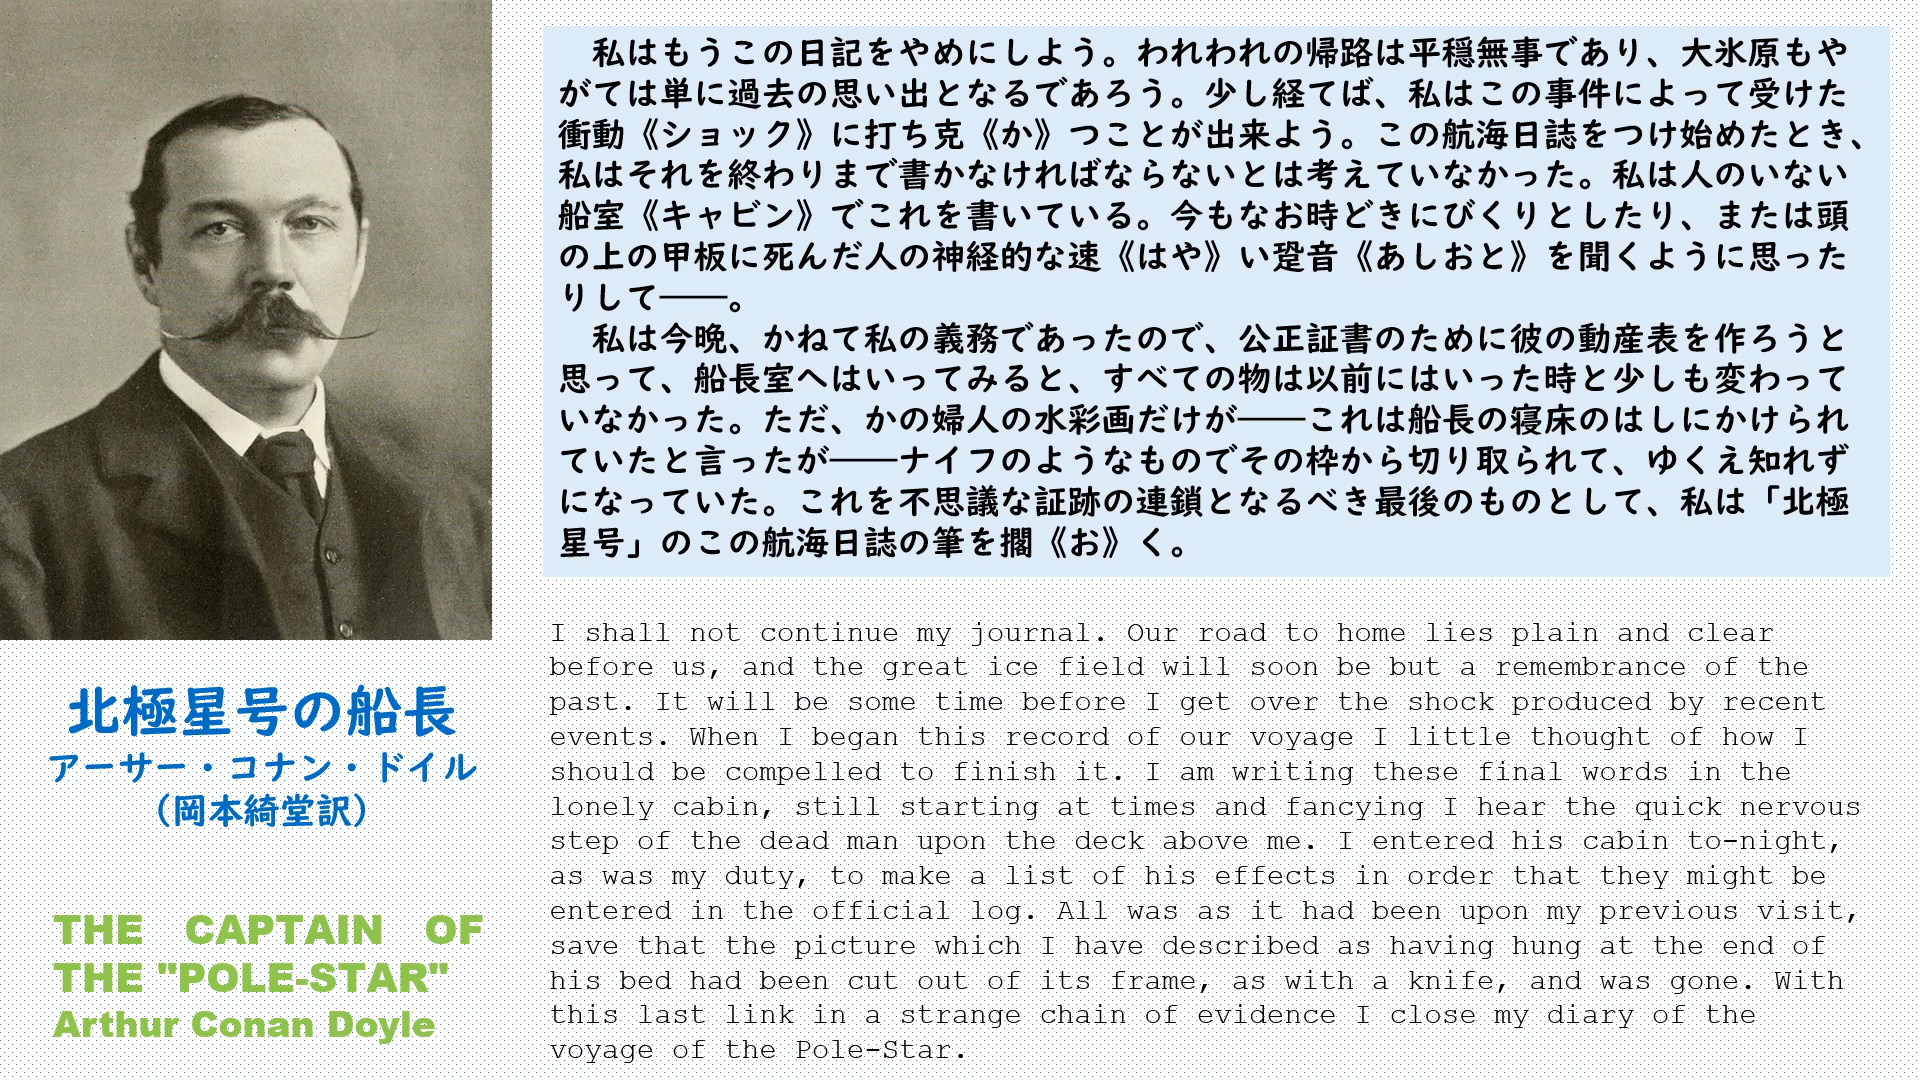 私はもうこの日記をやめにしよう。われわれの帰路は平穏無事であり、大氷原もや
がては単に過去の思い出となるであろう。少し経てば、私はこの事件によって受けた
衝動《ショック》に打ち克《か》つことが出来よう。この航海日誌をつけ始めたとき、
私はそれを終わりまで書かなければならないとは考えていなかった。私は人のいない
船室《キャビン》でこれを書いている。今もなお時どきにびくりとしたり、または頭
の上の甲板に死んだ人の神経的な速《はや》い跫音《あしおと》を聞くように思った
りして――。
私は今晩、かねて私の義務であったので、公正証書のために彼の動産表を作ろうと
思って、船長室へはいってみると、すべての物は以前にはいった時と少しも変わって
いなかった。ただ、かの婦人の水彩画だけが――これは船長の寝床のはしにかけられ
ていたと言ったが――ナイフのようなものでその枠から切り取られて、ゆくえ知れず
になっていた。これを不思議な証跡の連鎖となるべき最後のものとして、私は「北極
星号」のこの航海日誌の筆を擱《お》く。
I shall not continue my journal. Our road to home lies plain and clear
before us, and the great ice field will soon be but a remembrance of the
past. It will be some time before I get over the shock produced by recent
events. When I began this record of our voyage I little thought of how I
should be compelled to finish it. I am writing these final words in the
lonely cabin, still starting at times and fancying I hear the quick nervous
step of the dead man upon the deck above me. I entered his cabin to-night,
as was my duty, to make a list of his effects in order that they might be
entered in the official log. All was as it had been upon my previous visit,
save that the picture which I have described as having hung at the end of
his bed had been cut out of its frame, as with a knife, and was gone. With
this last link in a strange chain of evidence I close my diary of the
voyage of the Pole-Star.
北極星号の船長
アーサー・コナン・ドイル
（岡本綺堂訳）
THE CAPTAIN OF
THE "POLE-STAR"
Arthur Conan Doyle